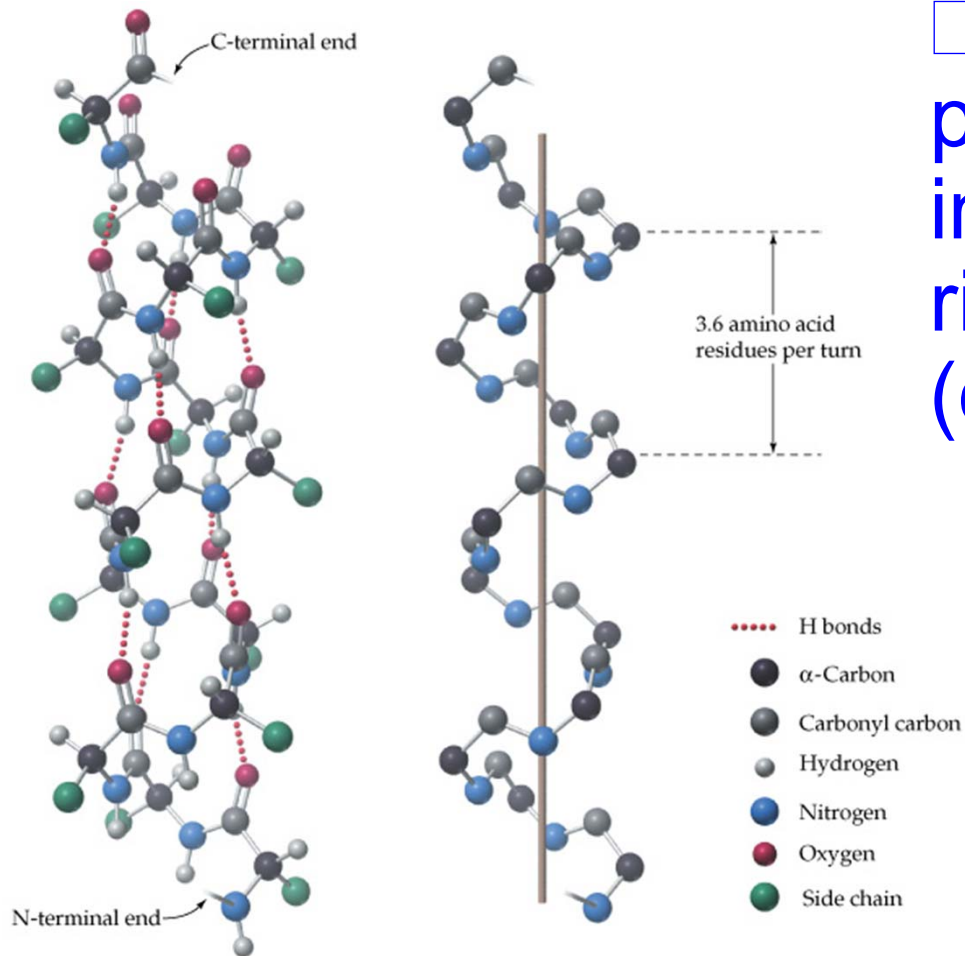 C-terminal end
3.6 amino acid
residues per turn
H bonds
α-Carbon
Carbonyl carbon
Hydrogen
Nitrogen
Oxygen
Side chain
N-terminal end